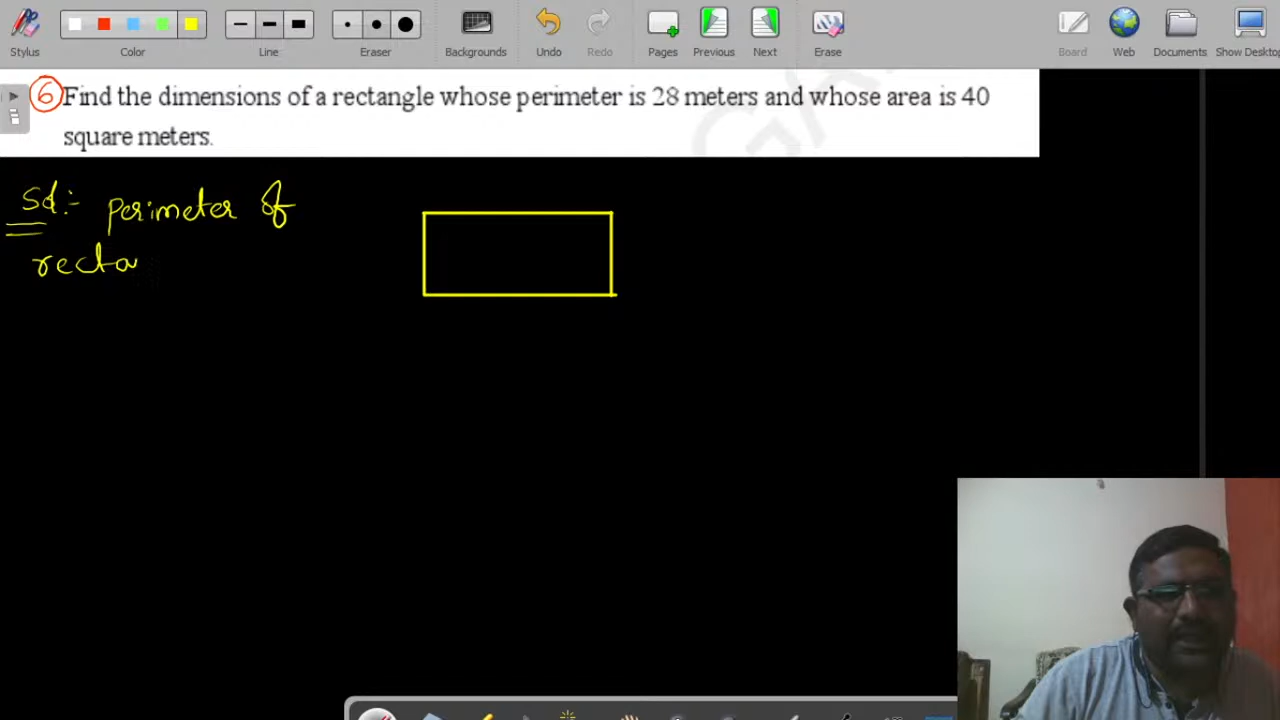 Stylus
Color
Line
Eraser
Backgrounds
Undo
Redo
Pages
Previous
Next
Erase
Board
Web
Documents
Show Desktop
6 Find the dimensions of a rectangle whose perimeter is 28 meters and whose area is 40
square meters.
Sol:- perimeter of
recta